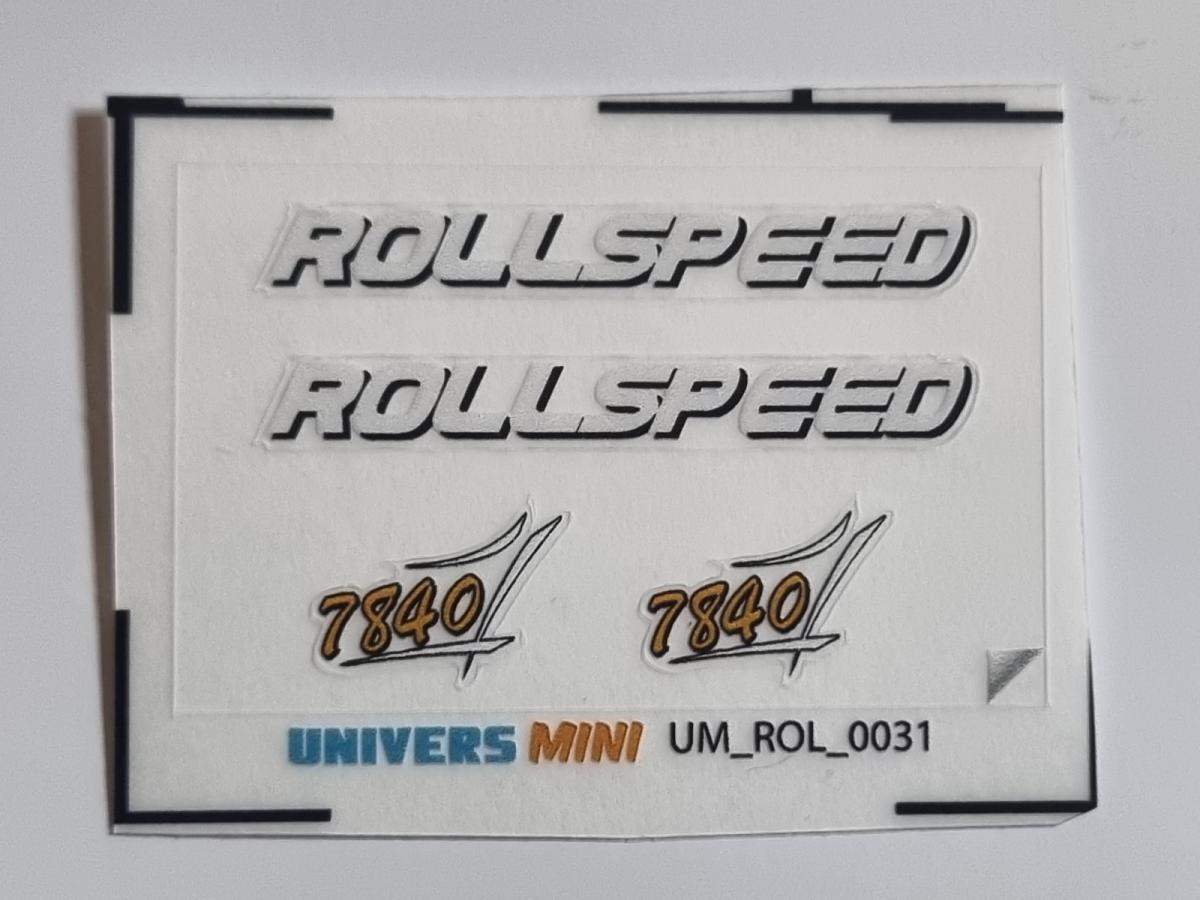 ROLLSPEED
ROLLSPEED
7840 7840
UNIVERS MINI UM_ROL_0031